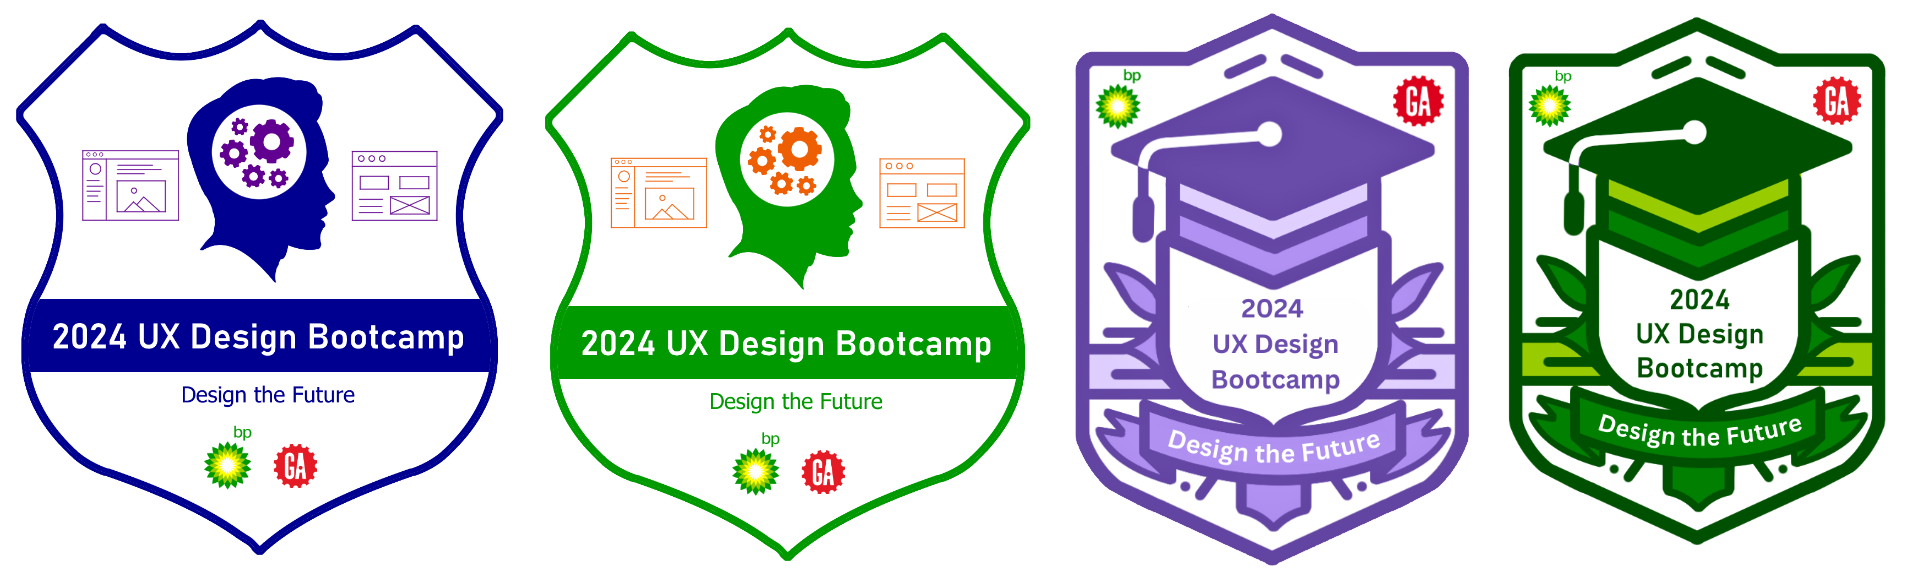 2024 UX Design Bootcamp
Design the Future
bp
GA
2024 UX Design Bootcamp
Design the Future
bp
GA
bp
GA
2024
UX Design
Bootcamp
Design the Future
bp
GA
2024
UX Design
Bootcamp
Design the Future